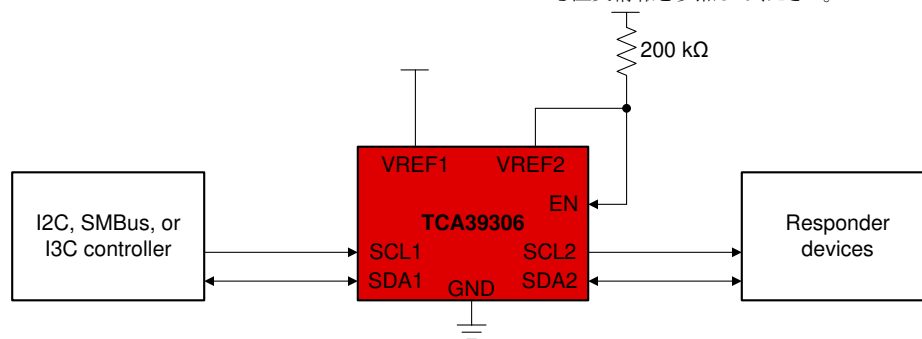 200 kΩ
VREF1
VREF2
EN
TCA39306
I2C, SMBus, or
I3C controller
SCL1
SCL2
SDA1
SDA2
GND
Responder
devices